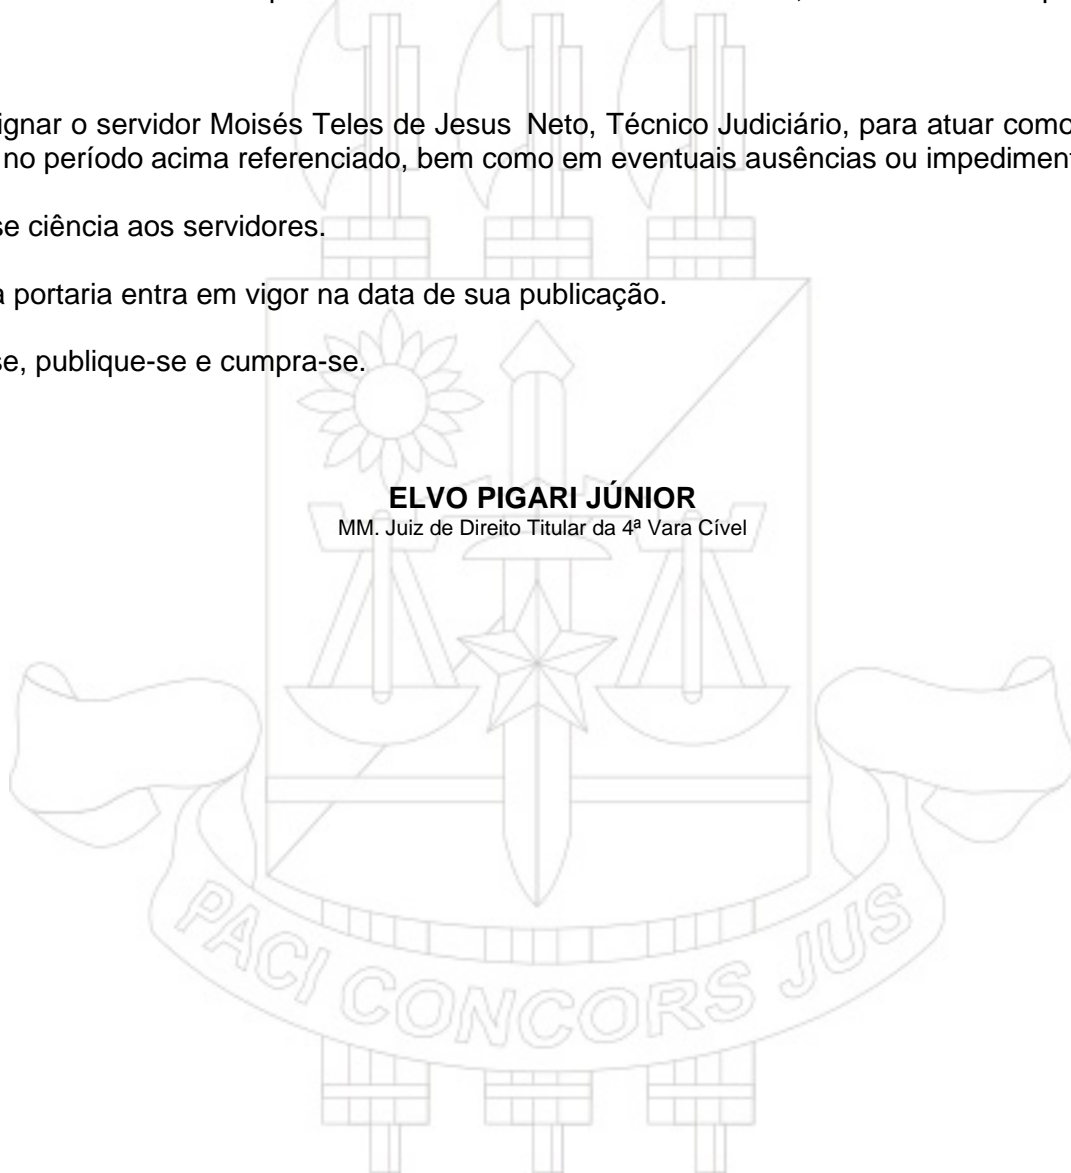 ignar o servidor Moisés Teles de Jesus Neto, Técnico Judiciário, para atuar como
no período acima referenciado, bem como em eventuais ausências ou impediment
se ciência aos servidores.
a portaria entra em vigor na data de sua publicação.
se, publique-se e cumpra-se.
ELVO PIGARI JÚNIOR
MM. Juiz de Direito Titular da 4ª Vara Cível
PACI CONCORS JUS